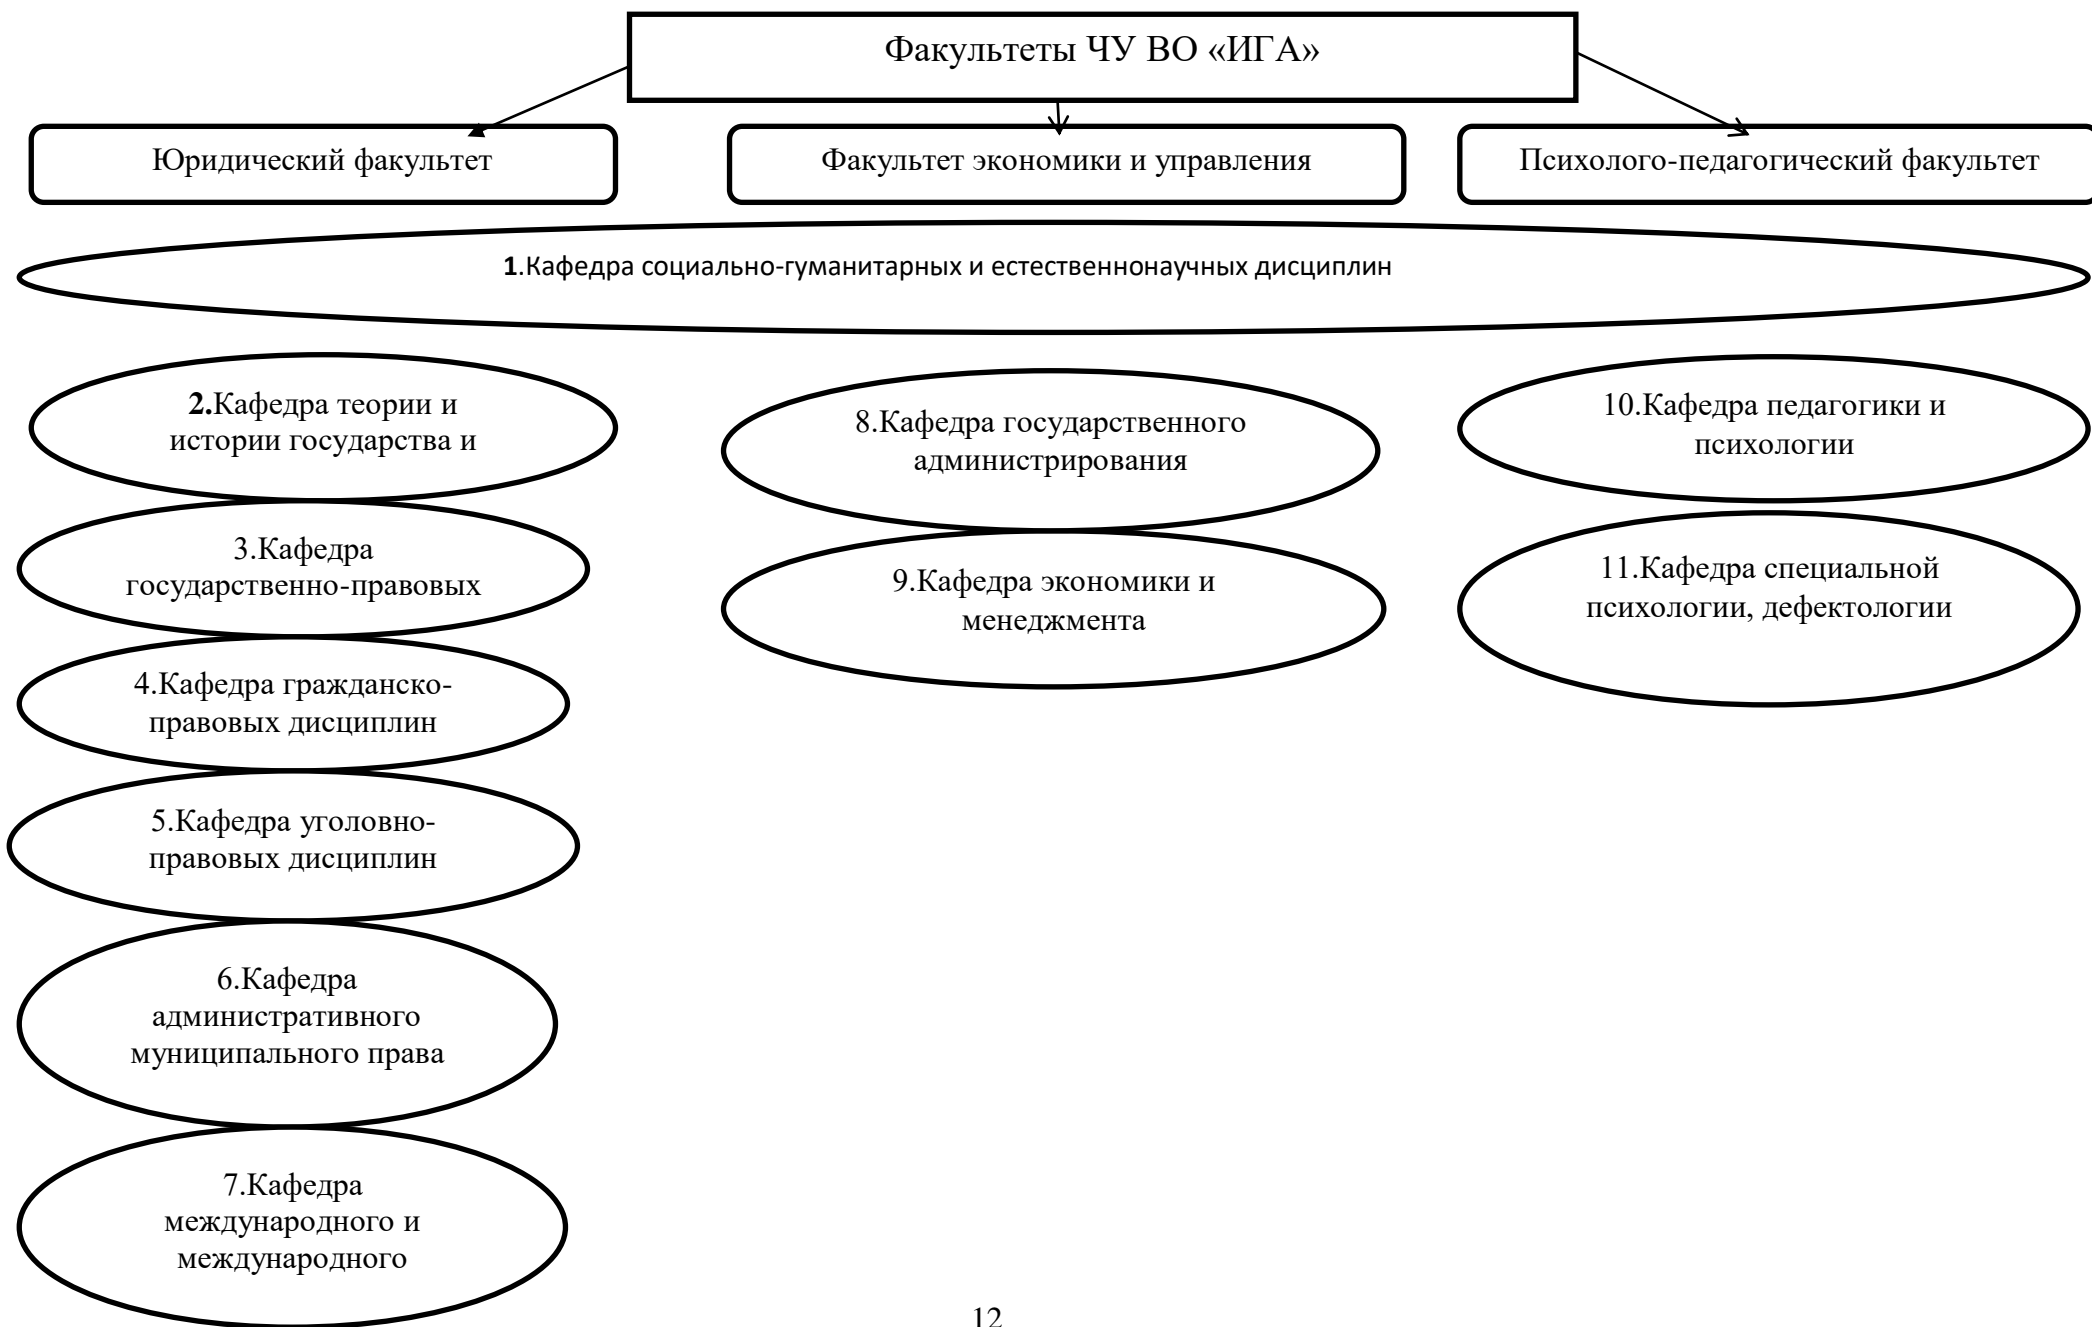 Факультеты ЧУ ВО «ИГА»
Юридический факультет
Факультет экономики и управления
Психолого-педагогический факультет
1.Кафедра социально-гуманитарных и естественнонаучных дисциплин
2.Кафедра теории и
истории государства и
3.Кафедра
государственно-правовых
4.Кафедра гражданско-
правовых дисциплин
5.Кафедра уголовно-
правовых дисциплин
6.Кафедра
административного
муниципального права
7.Кафедра
международного и
международного
8.Кафедра государственного
администрирования
9.Кафедра экономики и
менеджмента
10.Кафедра педагогики и
психологии
11.Кафедра специальной
психологии, дефектологии
12